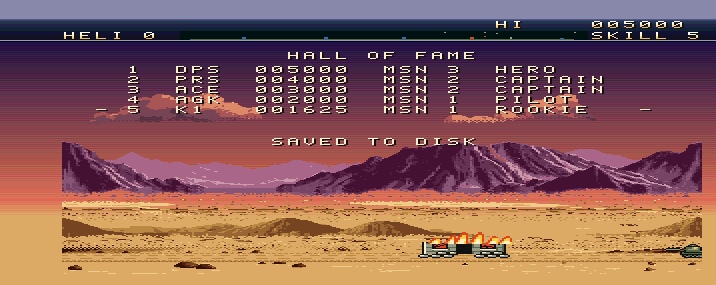 HI 005000
HELI 0 SKILL 5
HALL OF FAME
1 DPS 005000 MSN 3 HERO
2 PRS 004000 MSN 2 CAPTAIN
3 ACE 003000 MSN 2 CAPTAIN
4 AGK 002000 MSN 1 PILOT
- 5 K1 001625 MSN 1 ROOKIE -
SAVED TO DISK